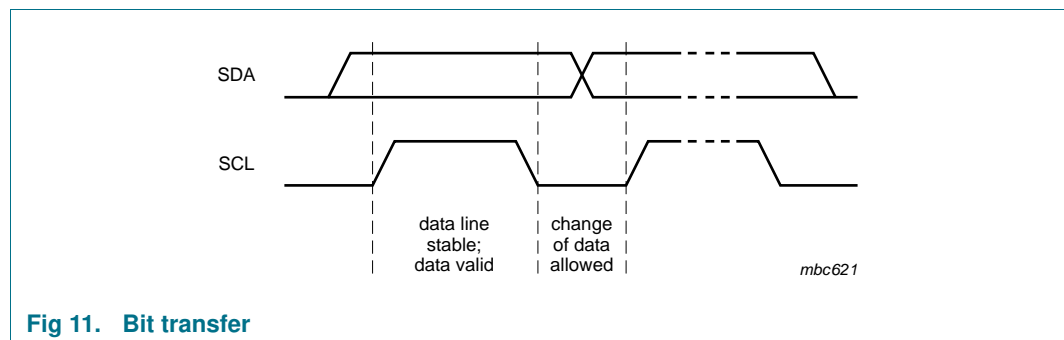 SDA
SCL
data line
stable;
data valid
change
of data
allowed
mbc621
Fig 11. Bit transfer